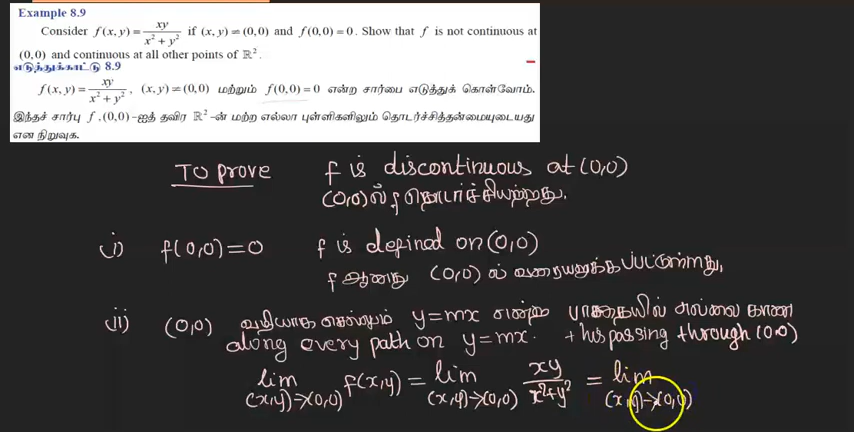 Example 8.9
Consider f(x, y) = xy / (x² + y²) if (x, y) ≠ (0,0) and f(0,0) = 0. Show that f is not continuous at
(0,0) and continuous at all other points of ℝ².
எடுத்துக்காட்டு 8.9
f(x, y) = xy / (x² + y²), (x, y) ≠ (0,0) மற்றும் f(0,0) = 0 என்ற சார்பை எடுத்துக் கொள்வோம்.
இந்தச் சார்பு f, (0,0)-ஐத் தவிர ℝ²-ன் மற்ற எல்லா புள்ளிகளிலும் தொடர்ச்சித்தன்மையுடையது
என நிறுவுக.
To prove f is discontinuous at (0,0)
(0,0)ல் f தொடர்ச்சியற்றது.
i) f(0,0) = 0 f is defined on (0,0)
f ஆனது (0,0) ல் வரையறுக்கப்பட்டுள்ளது,
ii) (0,0) வழியாக செல்லும் y = mx என்ற பாதையில் எல்லை காண
along every path on y = mx. this passing through (0,0)
lim (x,y)→(0,0) f(x,y) = lim (x,y)→(0,0) xy / (x²+y²) = lim (x,y)→(0,0)